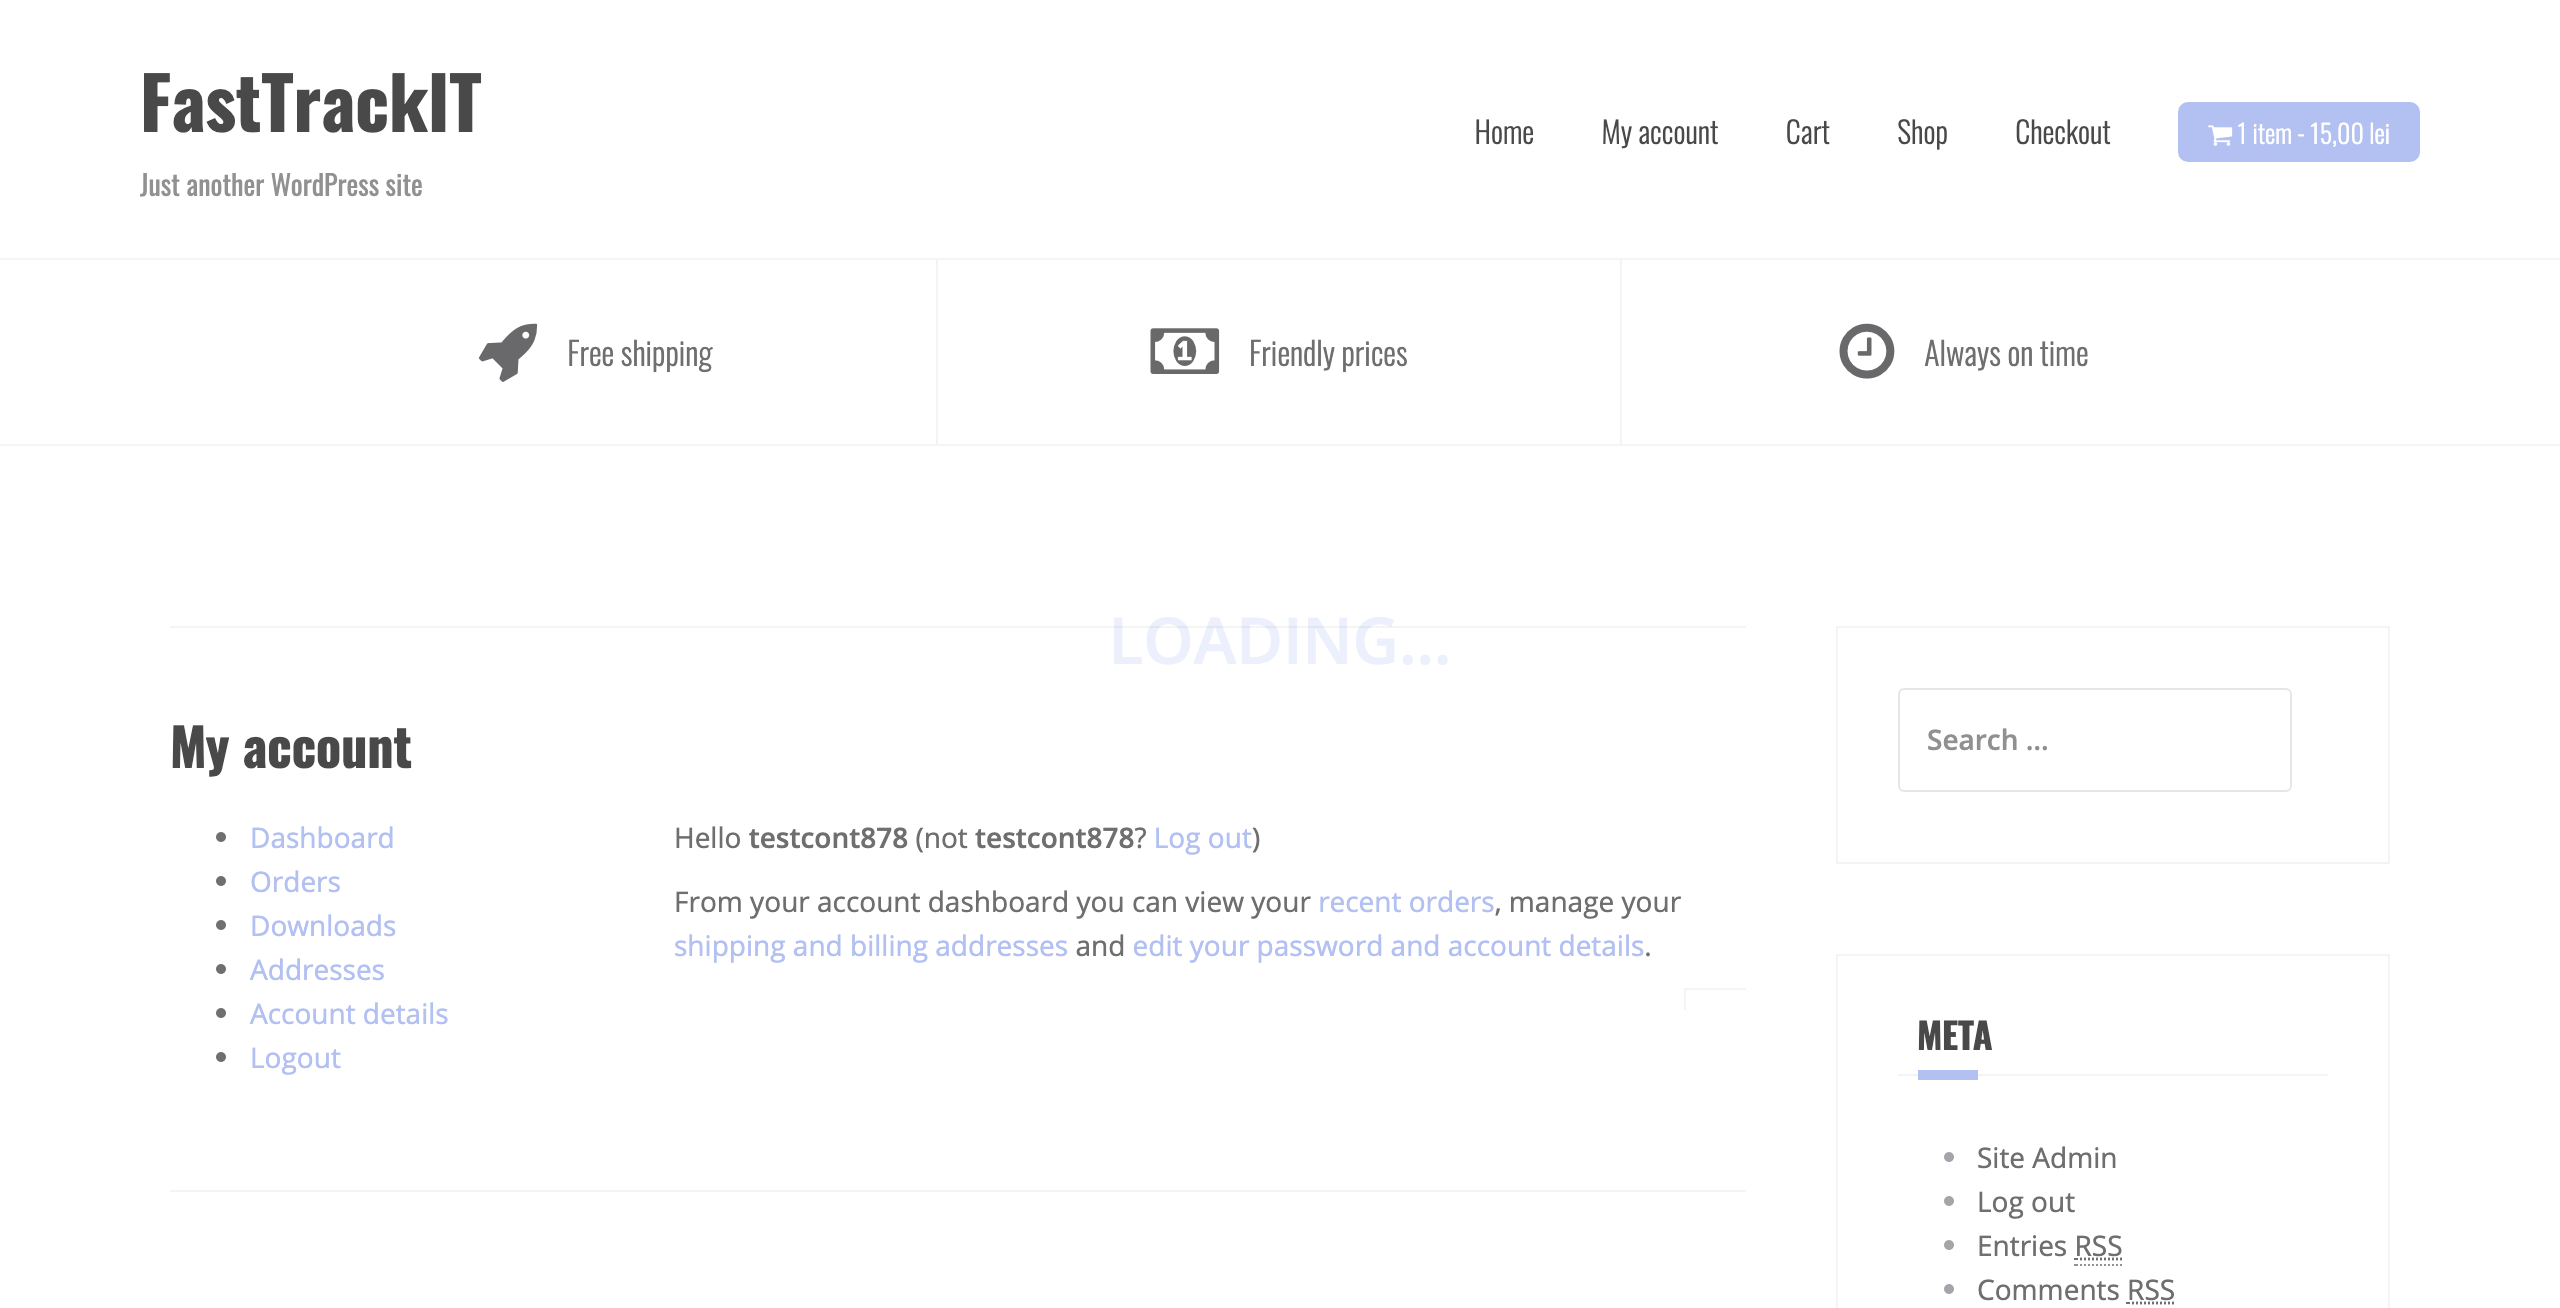 FastTrackIT
Just another WordPress site
Home My account Cart Shop Checkout 1 item - 15,00 lei
Free shipping Friendly prices Always on time
LOADING...
My account
Dashboard
Orders
Downloads
Addresses
Account details
Logout
Hello testcont878 (not testcont878? Log out)
From your account dashboard you can view your recent orders, manage your
shipping and billing addresses and edit your password and account details.
Search ...
META
Site Admin
Log out
Entries RSS
Comments RSS